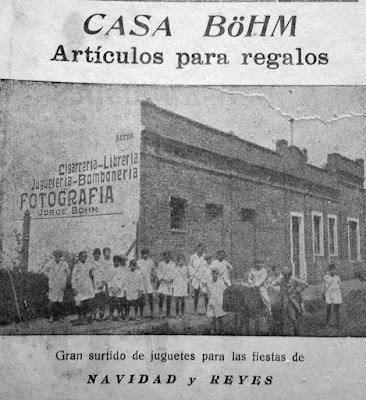 CASA BöHM
Artículos para regalos
BAZAR
Cigarrería-Librería
Juguetería-Bombonería
FOTOGRAFIA
JORGE BÖHM
Gran surtido de juguetes para las fiestas de
NAVIDAD y REYES